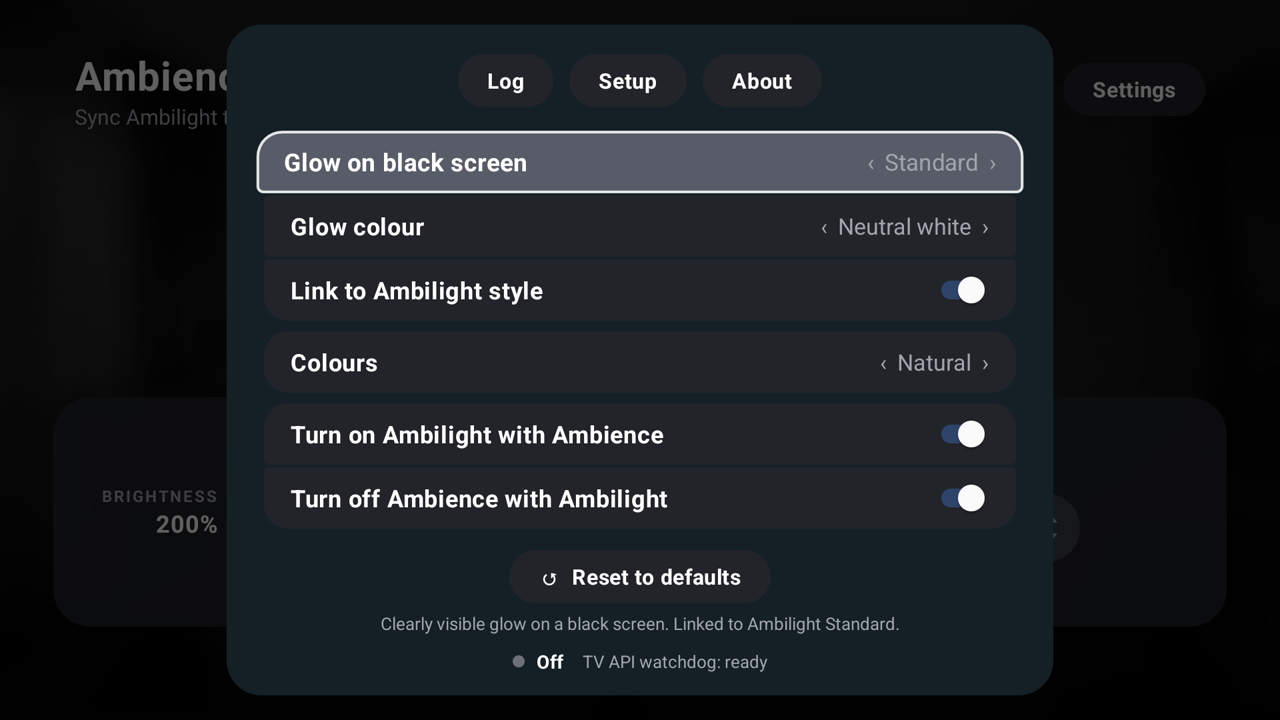 Ambienc
Sync Ambilight t
Settings
Log
Setup
About
Glow on black screen
‹ Standard ›
Glow colour
‹ Neutral white ›
Link to Ambilight style
Colours
‹ Natural ›
Turn on Ambilight with Ambience
Turn off Ambience with Ambilight
BRIGHTNESS
200%
↺ Reset to defaults
Clearly visible glow on a black screen. Linked to Ambilight Standard.
Off TV API watchdog: ready